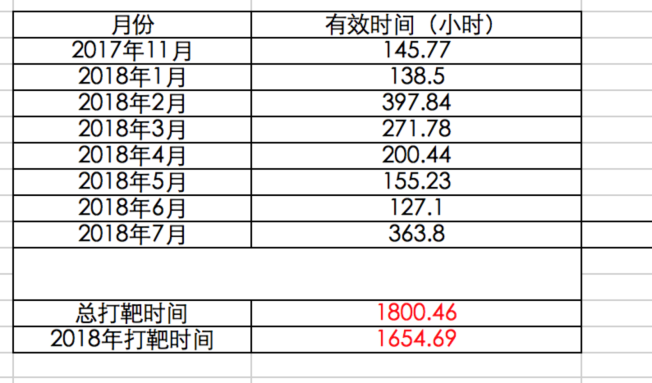 月份 有效时间（小时）
2017年11月 145.77
2018年1月 138.5
2018年2月 397.84
2018年3月 271.78
2018年4月 200.44
2018年5月 155.23
2018年6月 127.1
2018年7月 363.8
总打靶时间 1800.46
2018年打靶时间 1654.69